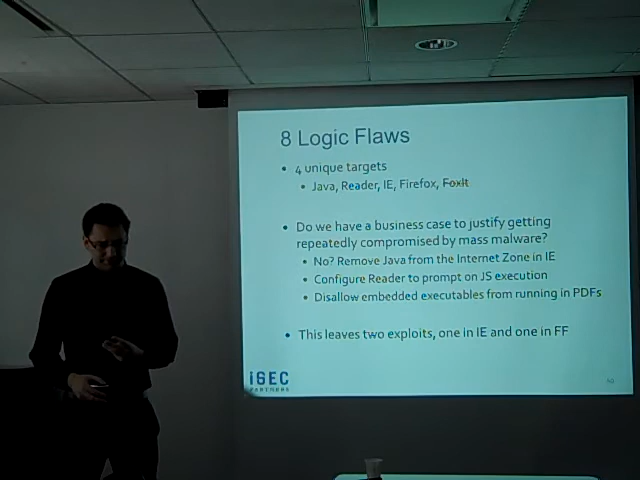 8 Logic Flaws
• 4 unique targets
• Java, Reader, IE, Firefox, Foxit
• Do we have a business case to justify getting
repeatedly compromised by mass malware?
• No? Remove Java from the Internet Zone in IE
• Configure Reader to prompt on JS execution
• Disallow embedded executables from running in PDFs
• This leaves two exploits, one in IE and one in FF
iSEC
PARTNERS